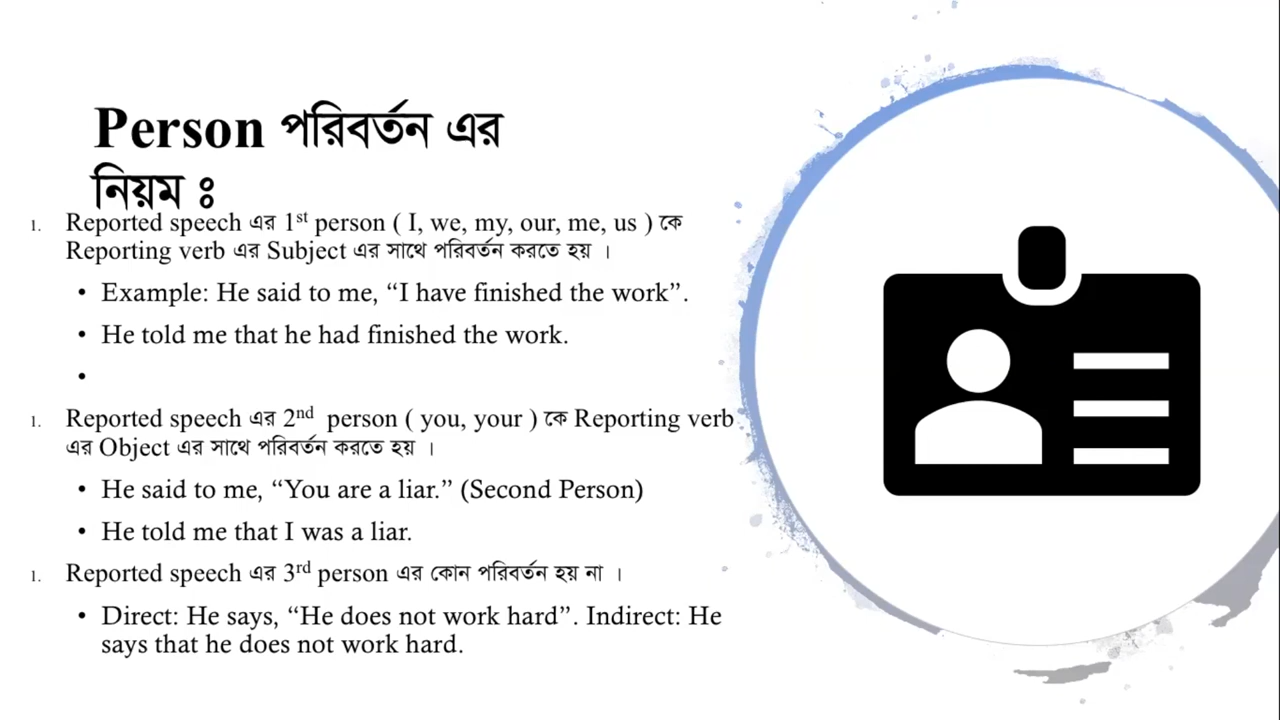 Person পরিবর্তন এর
নিয়ম ঃ
1. Reported speech এর 1st person ( I, we, my, our, me, us ) কে
Reporting verb এর Subject এর সাথে পরিবর্তন করতে হয় ।
• Example: He said to me, “I have finished the work”.
• He told me that he had finished the work.
•
1. Reported speech এর 2nd person ( you, your ) কে Reporting verb
এর Object এর সাথে পরিবর্তন করতে হয় ।
• He said to me, “You are a liar.” (Second Person)
• He told me that I was a liar.
1. Reported speech এর 3rd person এর কোন পরিবর্তন হয় না ।
• Direct: He says, “He does not work hard”. Indirect: He
says that he does not work hard.